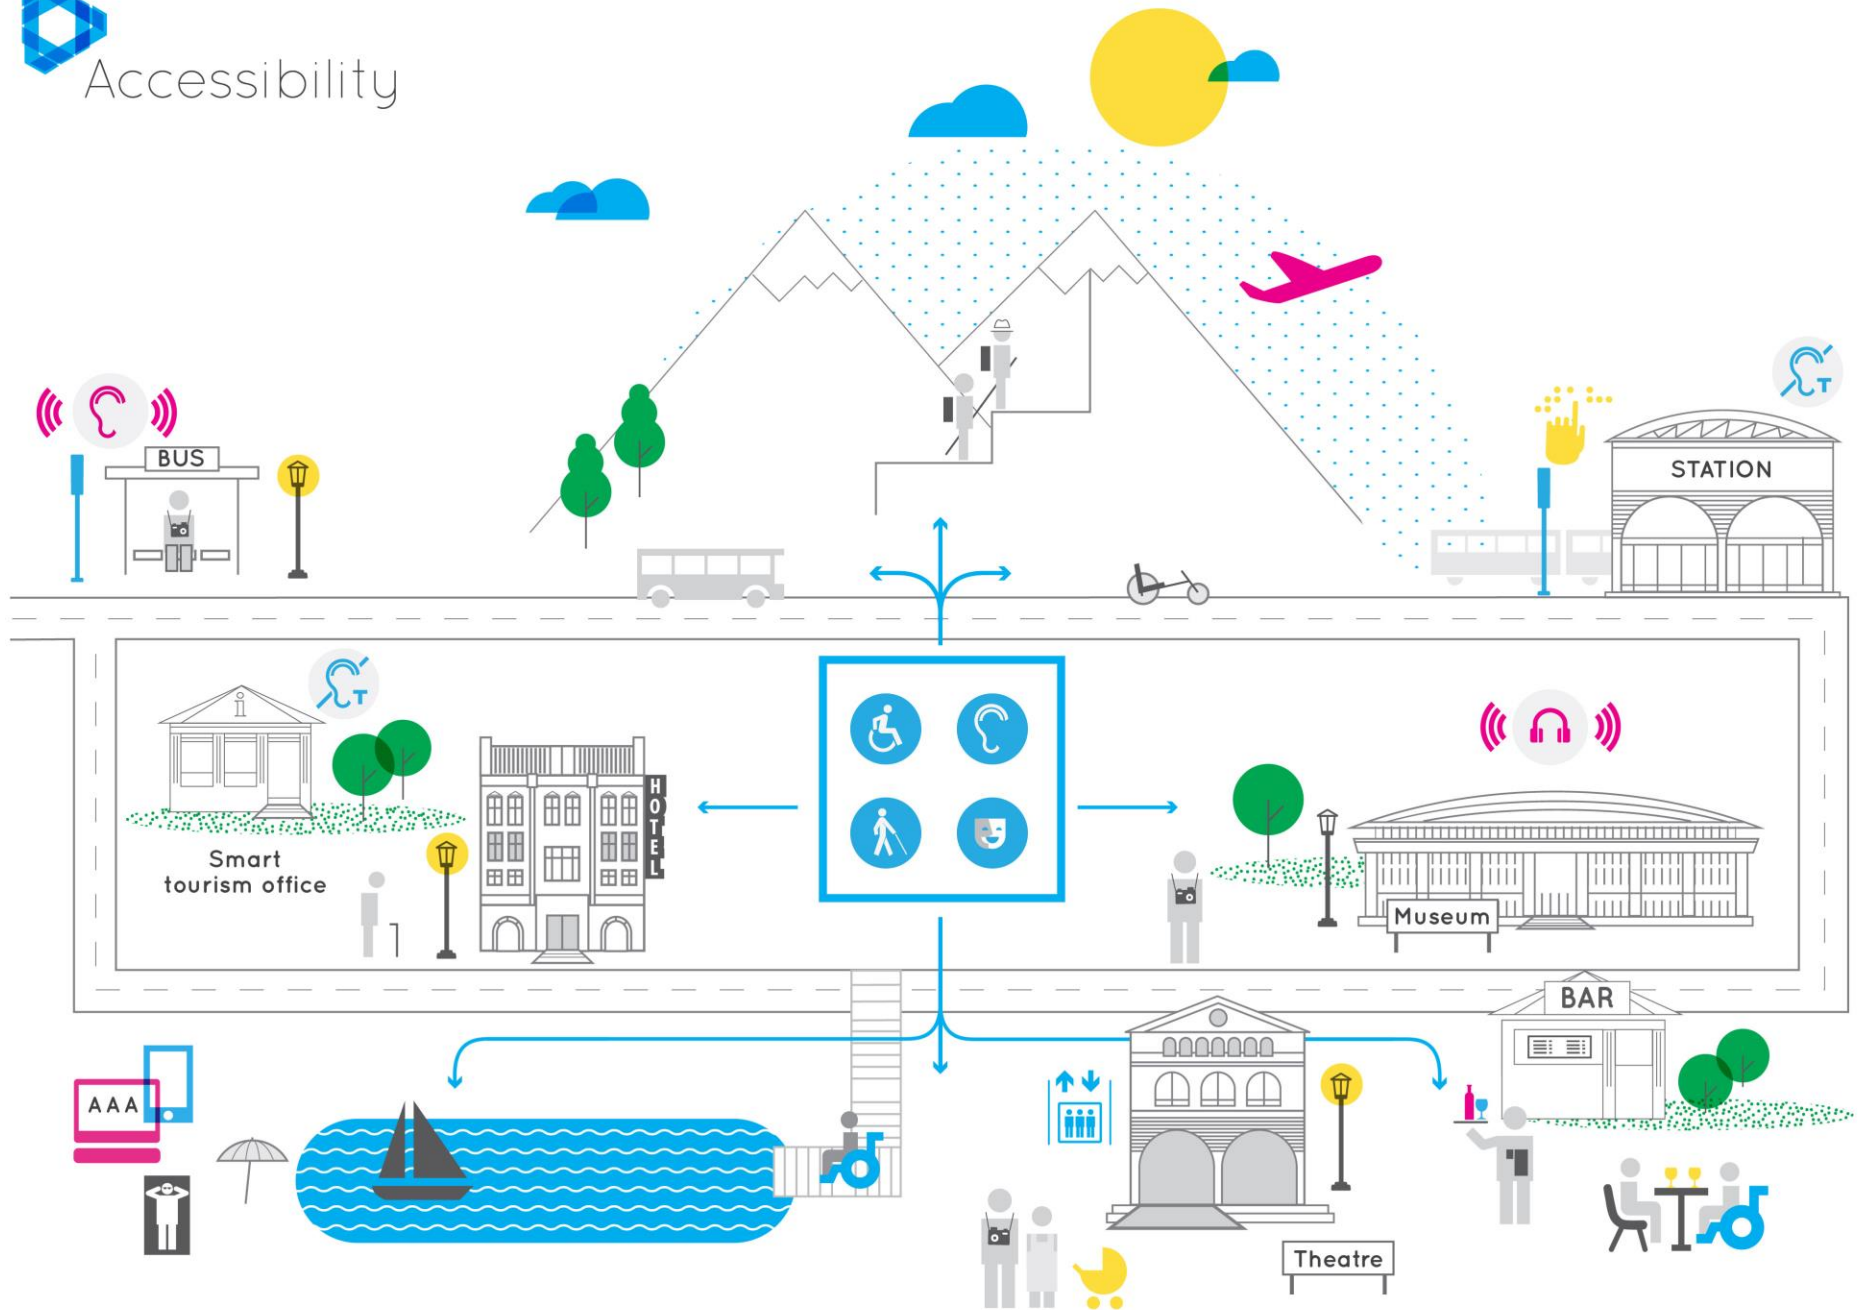 Accessibility
BUS
STATION
T
T
i
Smart
tourism office
HOTEL
Museum
BAR
AAA
Theatre